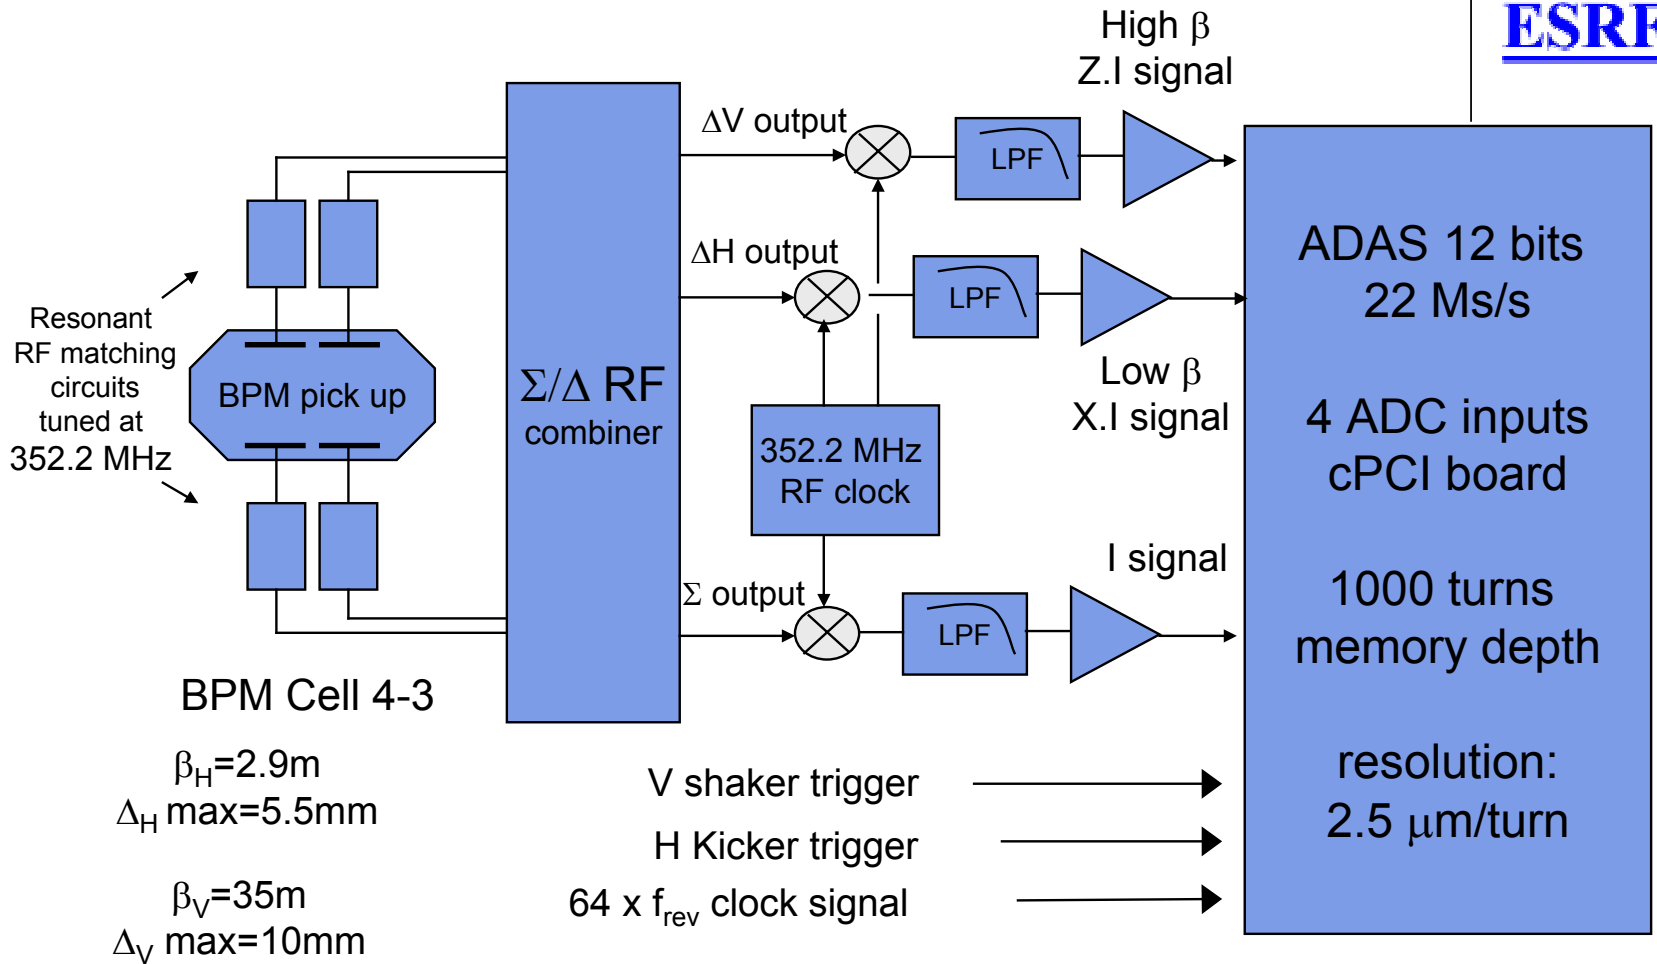 High β
Z.I signal
ESRF
ΔV output
LPF
ΔH output
LPF
Resonant
RF matching
circuits
tuned at
352.2 MHz
BPM pick up
Σ/Δ RF
combiner
Low β
X.I signal
352.2 MHz
RF clock
I signal
Σ output
LPF
ADAS 12 bits
22 Ms/s
4 ADC inputs
cPCI board
1000 turns
memory depth
resolution:
2.5 μm/turn
BPM Cell 4-3
βH=2.9m
ΔH max=5.5mm
βV=35m
ΔV max=10mm
V shaker trigger
H Kicker trigger
64 x frev clock signal